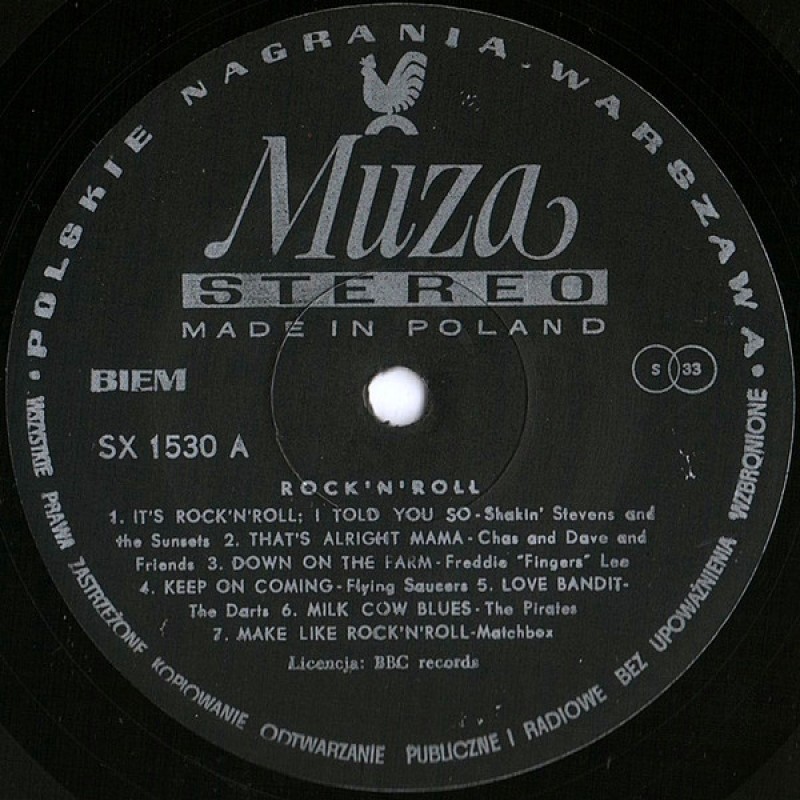 • POLSKIE NAGRANIA • WARSZAWA •
Muza
STEREO
MADE IN POLAND
BIEM
S 33
SX 1530 A
ROCK'N'ROLL
1. IT'S ROCK'N'ROLL; I TOLD YOU SO - Shakin' Stevens and
the Sunsets 2. THAT'S ALRIGHT MAMA - Chas and Dave and
Friends 3. DOWN ON THE FARM - Freddie "Fingers" Lee
4. KEEP ON COMING - Flying Saucers 5. LOVE BANDIT-
The Darts 6. MILK COW BLUES - The Pirates
7. MAKE LIKE ROCK'N'ROLL-Matchbox
Licencja: BBC records
WSZYSTKIE PRAWA ZASTRZEŻONE KOPIOWANIE ODTWARZANIE PUBLICZNE I RADIOWE BEZ UPOWAŻNIENIA WZBRONIONE